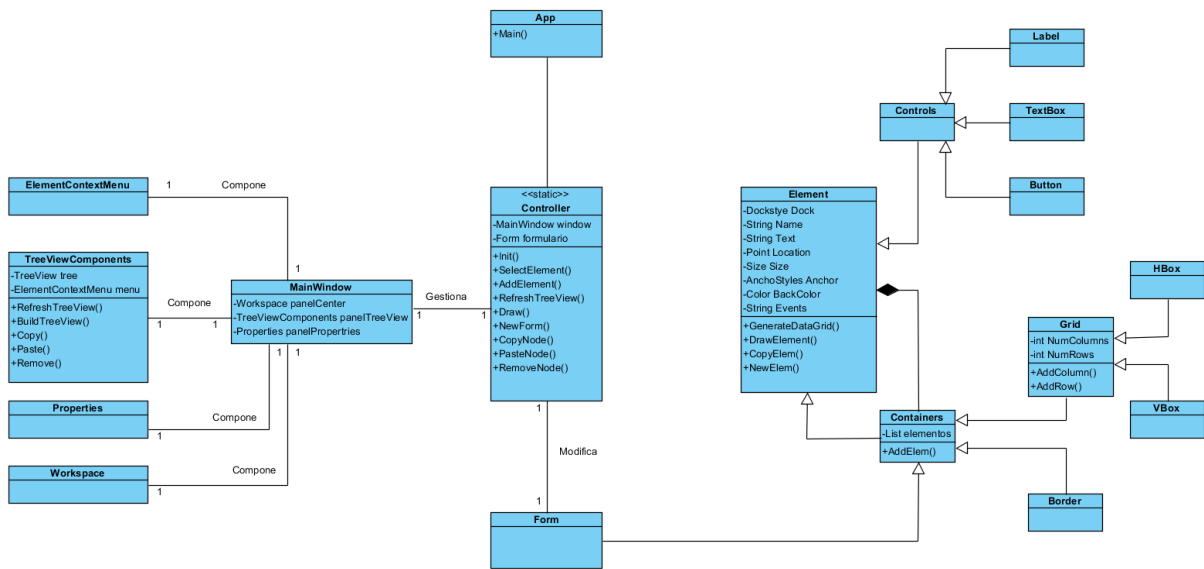 App
+Main()
Label
Controls
TextBox
Button
ElementContextMenu
1
Compone
1
TreeViewComponents
-TreeView tree
-ElementContextMenu menu
+RefreshTreeView()
+BuildTreeView()
+Copy()
+Paste()
+Remove()
Compone
1
1
MainWindow
-Workspace panelCenter
-TreeViewComponents panelTreeView
-Properties panelPropertries
1
1
Properties
1
Compone
Workspace
1
Compone
Gestiona
1
1
<<static>>
Controller
-MainWindow window
-Form formulario
+Init()
+SelectElement()
+AddElement()
+RefreshTreeView()
+Draw()
+NewForm()
+CopyNode()
+PasteNode()
+RemoveNode()
1
Modifica
1
Form
Element
-Dockstye Dock
-String Name
-String Text
-Point Location
-Size Size
-AnchoStyles Anchor
-Color BackColor
-String Events
+GenerateDataGrid()
+DrawElement()
+CopyElem()
+NewElem()
Containers
-List elementos
+AddElem()
HBox
Grid
-int NumColumns
-int NumRows
+AddColumn()
+AddRow()
VBox
Border